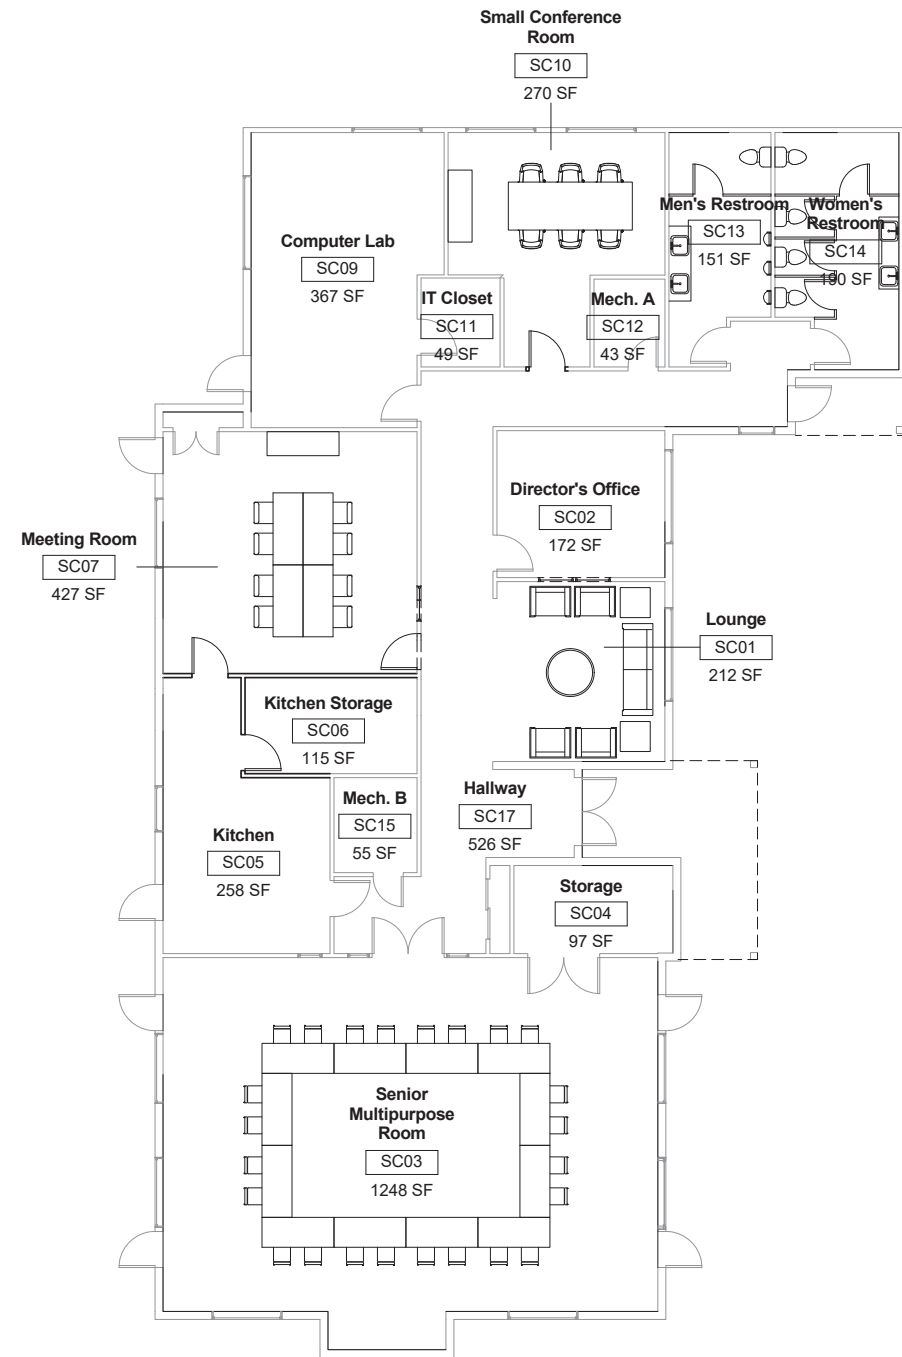 Small Conference
Room
SC10
270 SF
Men's Restroom
SC13
151 SF
Women's
Restroom
SC14
190 SF
Computer Lab
SC09
367 SF
IT Closet
SC11
49 SF
Mech. A
SC12
43 SF
Director's Office
SC02
172 SF
Meeting Room
SC07
427 SF
Lounge
SC01
212 SF
Kitchen Storage
SC06
115 SF
Mech. B
SC15
55 SF
Hallway
SC17
526 SF
Kitchen
SC05
258 SF
Storage
SC04
97 SF
Senior
Multipurpose
Room
SC03
1248 SF